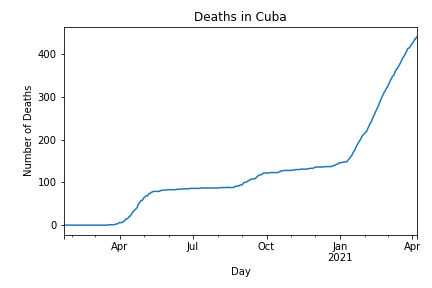 Deaths in Cuba
Number of Deaths
400
300
200
100
0
Apr
Jul
Oct
Jan
2021
Apr
Day